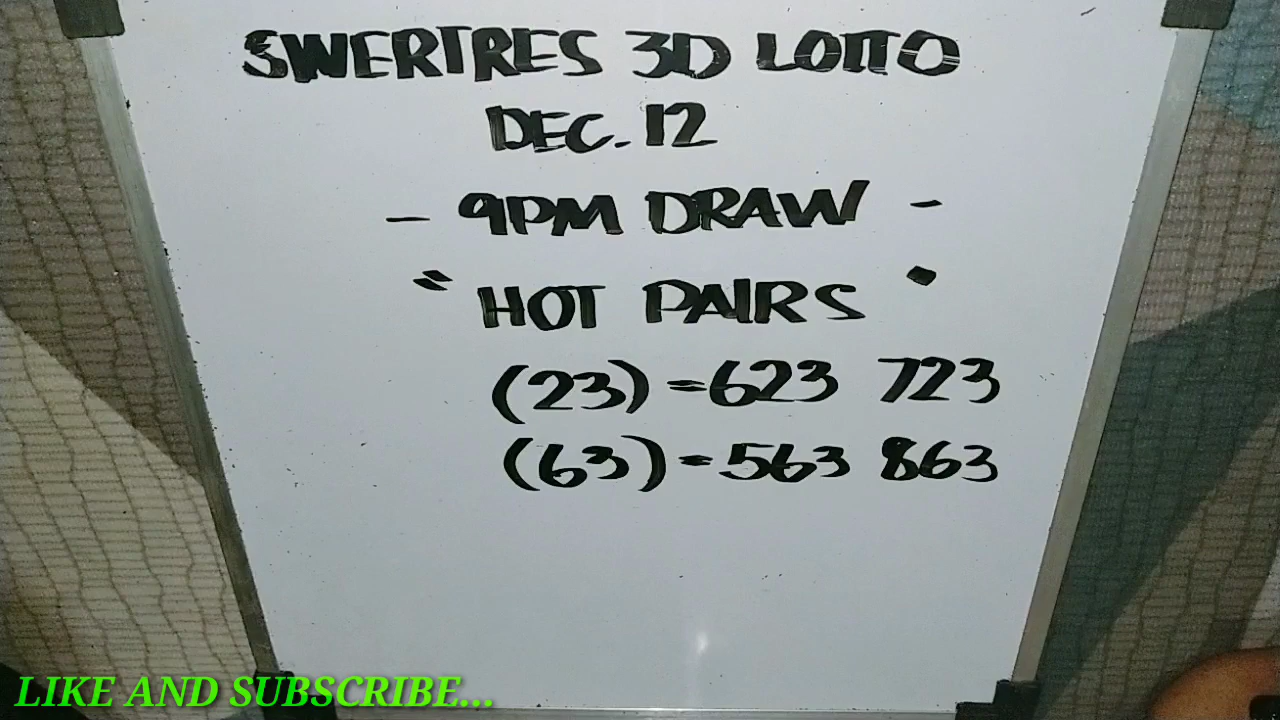 SWERTRES 3D LOTTO
DEC. 12
- 9PM DRAW -
" HOT PAIRS "
(23) = 623 723
(63) = 563 863
LIKE AND SUBSCRIBE...